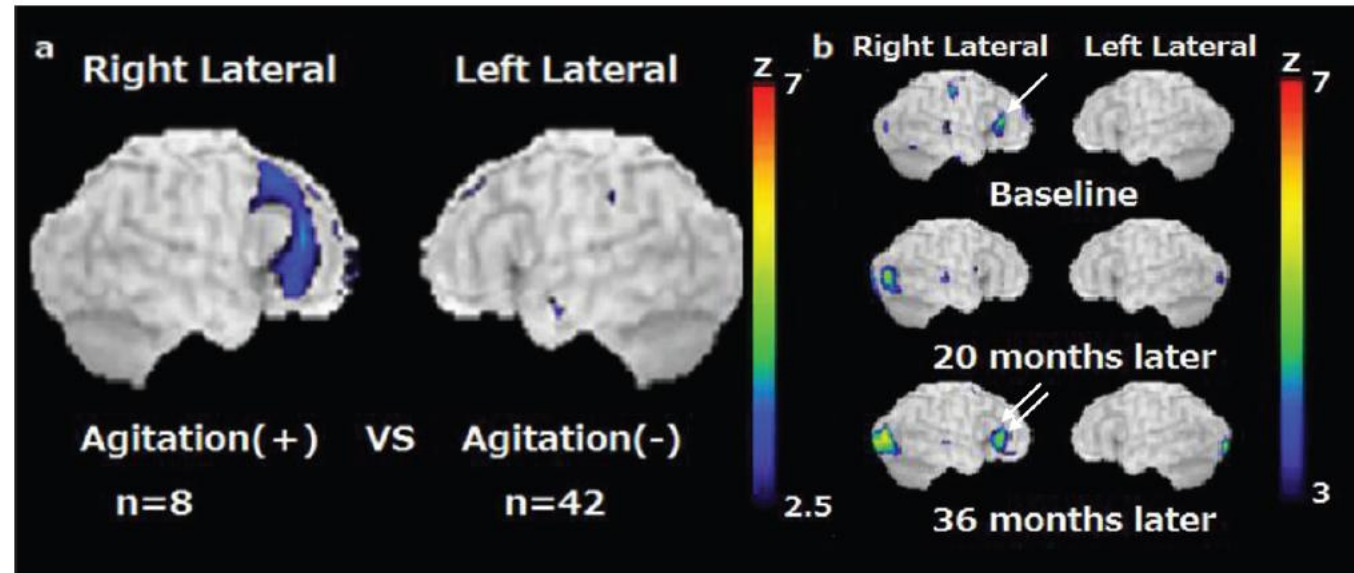 a
Right Lateral
Left Lateral
Z
7
2.5
Agitation(+) VS Agitation(-)
n=8
n=42
b
Right Lateral
Left Lateral
Z
7
3
Baseline
20 months later
36 months later